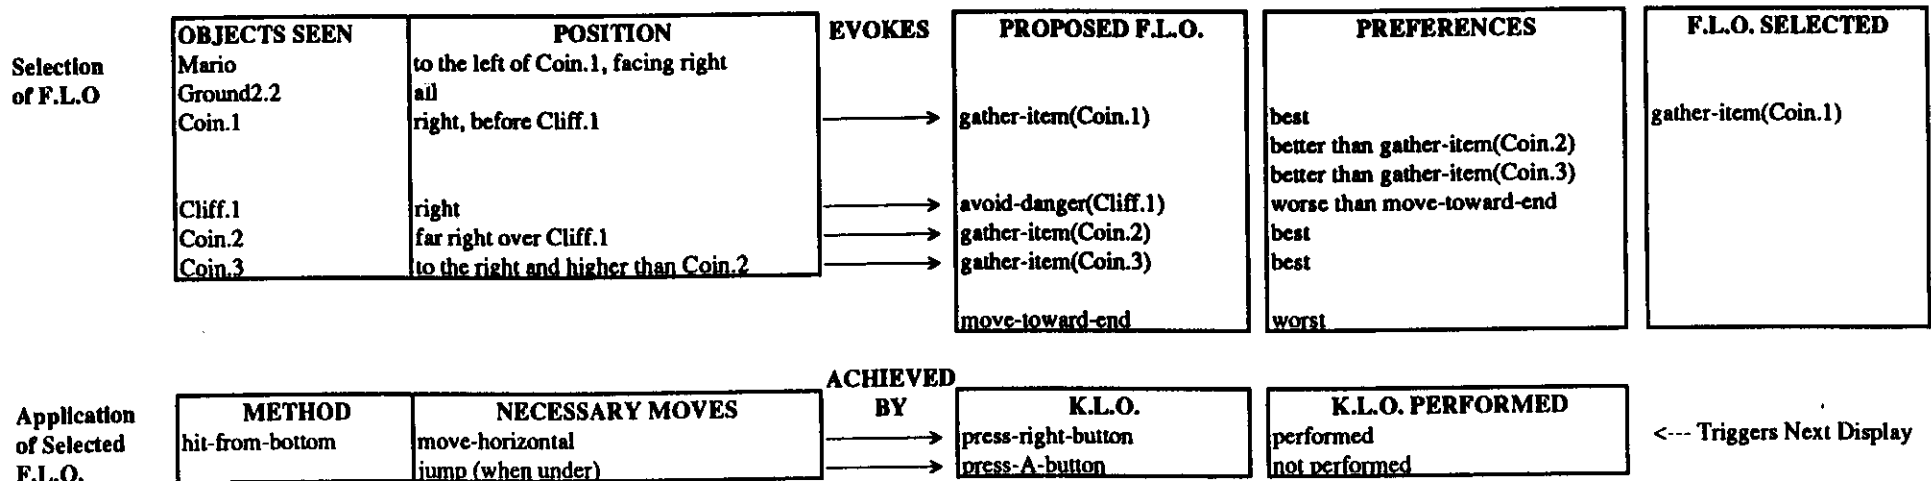 OBJECTS SEEN POSITION EVOKES PROPOSED F.L.O. PREFERENCES F.L.O. SELECTED
Selection Mario to the left of Coin.1, facing right
of F.L.O Ground2.2 all
Coin.1 right, before Cliff.1 gather-item(Coin.1) best gather-item(Coin.1)
better than gather-item(Coin.2)
better than gather-item(Coin.3)
Cliff.1 right avoid-danger(Cliff.1) worse than move-toward-end
Coin.2 far right over Cliff.1 gather-item(Coin.2) best
Coin.3 to the right and higher than Coin.2 gather-item(Coin.3) best
move-toward-end worst
ACHIEVED
Application METHOD NECESSARY MOVES BY K.L.O. K.L.O. PERFORMED
of Selected hit-from-bottom move-horizontal press-right-button performed <--- Triggers Next Display
F.L.O. jump (when under) press-A-button not performed